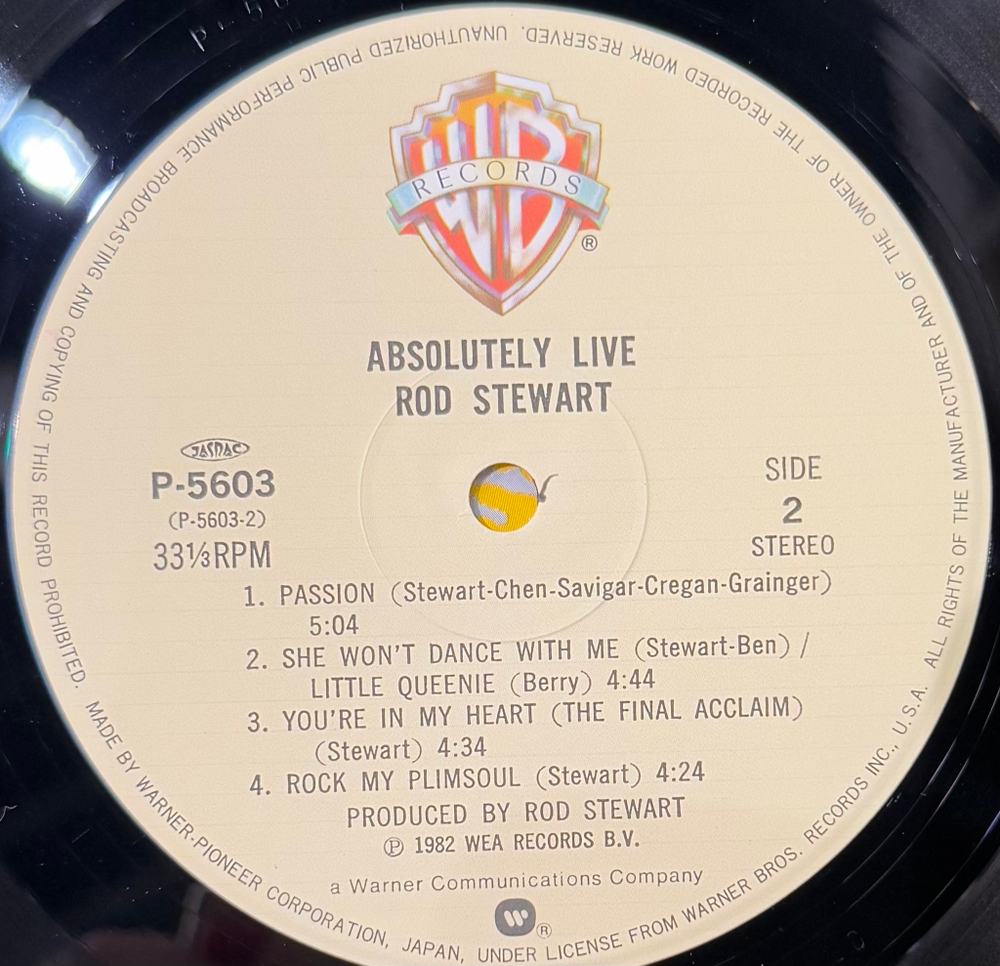 WB
RECORDS
®
ABSOLUTELY LIVE
ROD STEWART
JASRAC
P-5603
(P-5603-2)
33⅓RPM
SIDE
2
STEREO
1. PASSION (Stewart-Chen-Savigar-Cregan-Grainger)
5:04
2. SHE WON'T DANCE WITH ME (Stewart-Ben) /
LITTLE QUEENIE (Berry) 4:44
3. YOU'RE IN MY HEART (THE FINAL ACCLAIM)
(Stewart) 4:34
4. ROCK MY PLIMSOUL (Stewart) 4:24
PRODUCED BY ROD STEWART
℗ 1982 WEA RECORDS B.V.
a Warner Communications Company
W ®
MADE BY WARNER-PIONEER CORPORATION, JAPAN, UNDER LICENSE FROM WARNER BROS. RECORDS INC., U.S.A. ALL RIGHTS OF THE MANUFACTURER AND OF THE OWNER OF THE RECORDED WORK RESERVED. UNAUTHORIZED PUBLIC PERFORMANCE BROADCASTING AND COPYING OF THIS RECORD PROHIBITED.